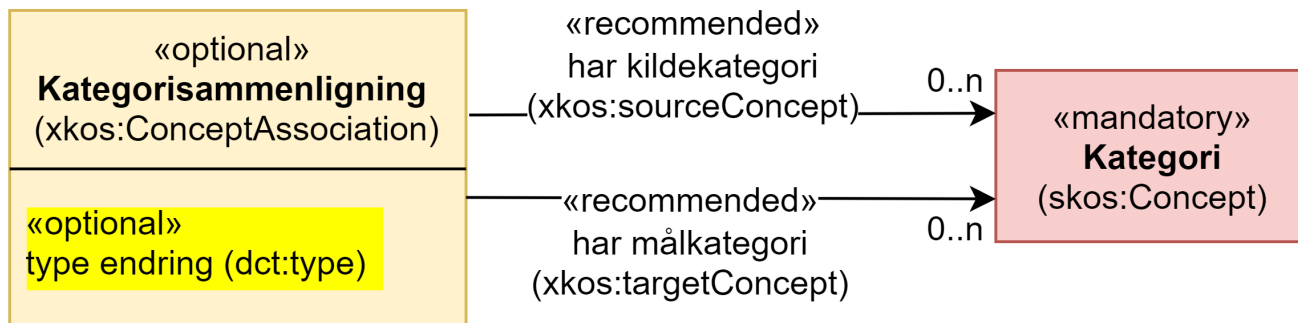 «optional»
Kategorisammenligning
(xkos:ConceptAssociation)
«optional»
type endring (dct:type)
«recommended»
har kildekategori
(xkos:sourceConcept)
0..n
«recommended»
har målkategori
(xkos:targetConcept)
0..n
«mandatory»
Kategori
(skos:Concept)